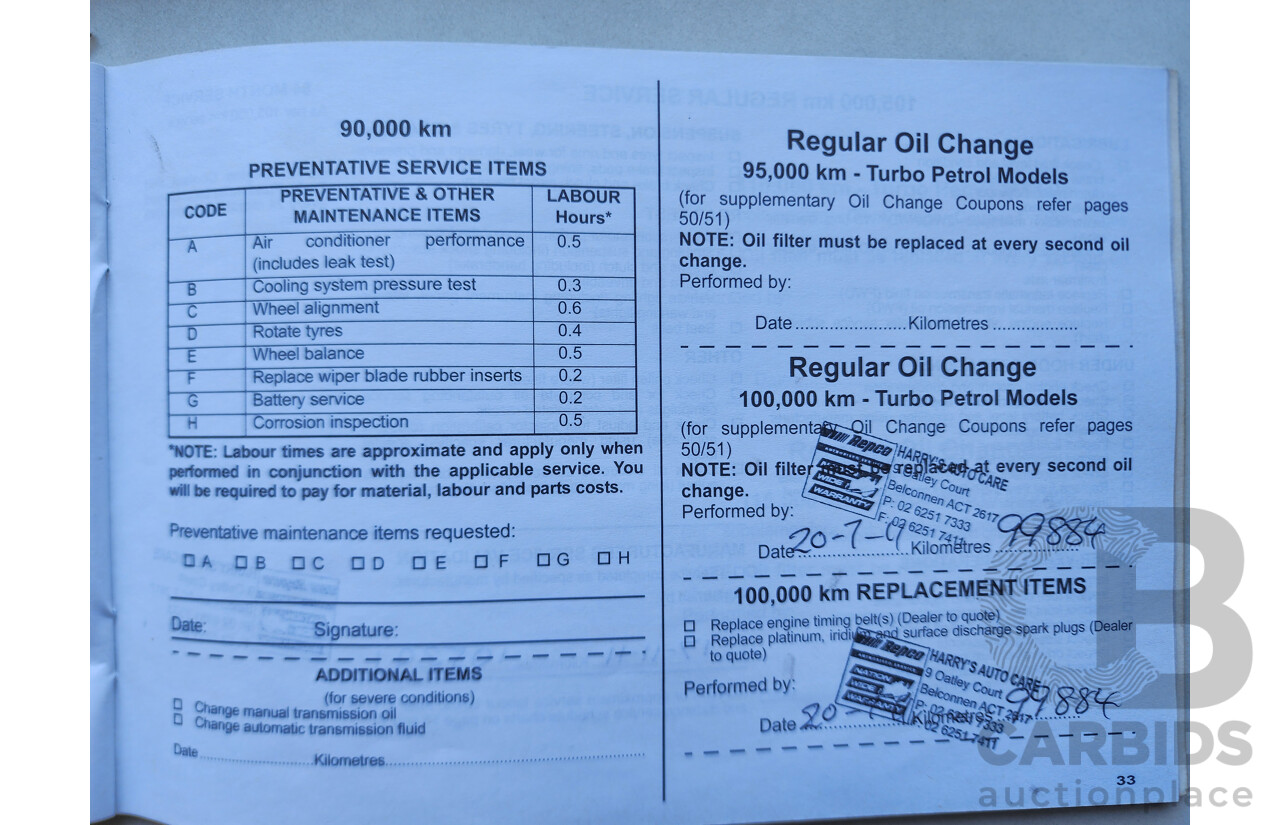 90,000 km
PREVENTATIVE SERVICE ITEMS
CODE PREVENTATIVE & OTHER MAINTENANCE ITEMS LABOUR Hours*
A Air conditioner performance (includes leak test) 0.5
B Cooling system pressure test 0.3
C Wheel alignment 0.6
D Rotate tyres 0.4
E Wheel balance 0.5
F Replace wiper blade rubber inserts 0.2
G Battery service 0.2
H Corrosion inspection 0.5
*NOTE: Labour times are approximate and apply only when
performed in conjunction with the applicable service. You
will be required to pay for material, labour and parts costs.
Preventative maintenance items requested:
☐ A ☐ B ☐ C ☐ D ☐ E ☐ F ☐ G ☐ H
Date: Signature:
ADDITIONAL ITEMS
(for severe conditions)
☐ Change manual transmission oil
☐ Change automatic transmission fluid
Date Kilometres
Regular Oil Change
95,000 km - Turbo Petrol Models
(for supplementary Oil Change Coupons refer pages
50/51)
NOTE: Oil filter must be replaced at every second oil
change.
Performed by:
Date Kilometres
Regular Oil Change
100,000 km - Turbo Petrol Models
(for supplementary Oil Change Coupons refer pages
50/51)
NOTE: Oil filter must be replaced at every second oil
change.
Performed by:
Repco
WIDE
WARRANTY
HARRY'S AUTO CARE
9 Oatley Court
Belconnen ACT 2617
P: 02 6251 7333
F: 02 6251 7411
Date 20-7- Kilometres 99884
100,000 km REPLACEMENT ITEMS
☐ Replace engine timing belt(s) (Dealer to quote)
☐ Replace platinum, iridium and surface discharge spark plugs (Dealer
to quote)
Performed by:
Repco
NATION
WIDE
WARRANTY
HARRY'S AUTO CARE
9 Oatley Court
Belconnen ACT 2617
P: 02 6251 7333
F: 02 6251 7411
Date 20- Kilometres 99884
33
B
CARBIDS
auctionplace